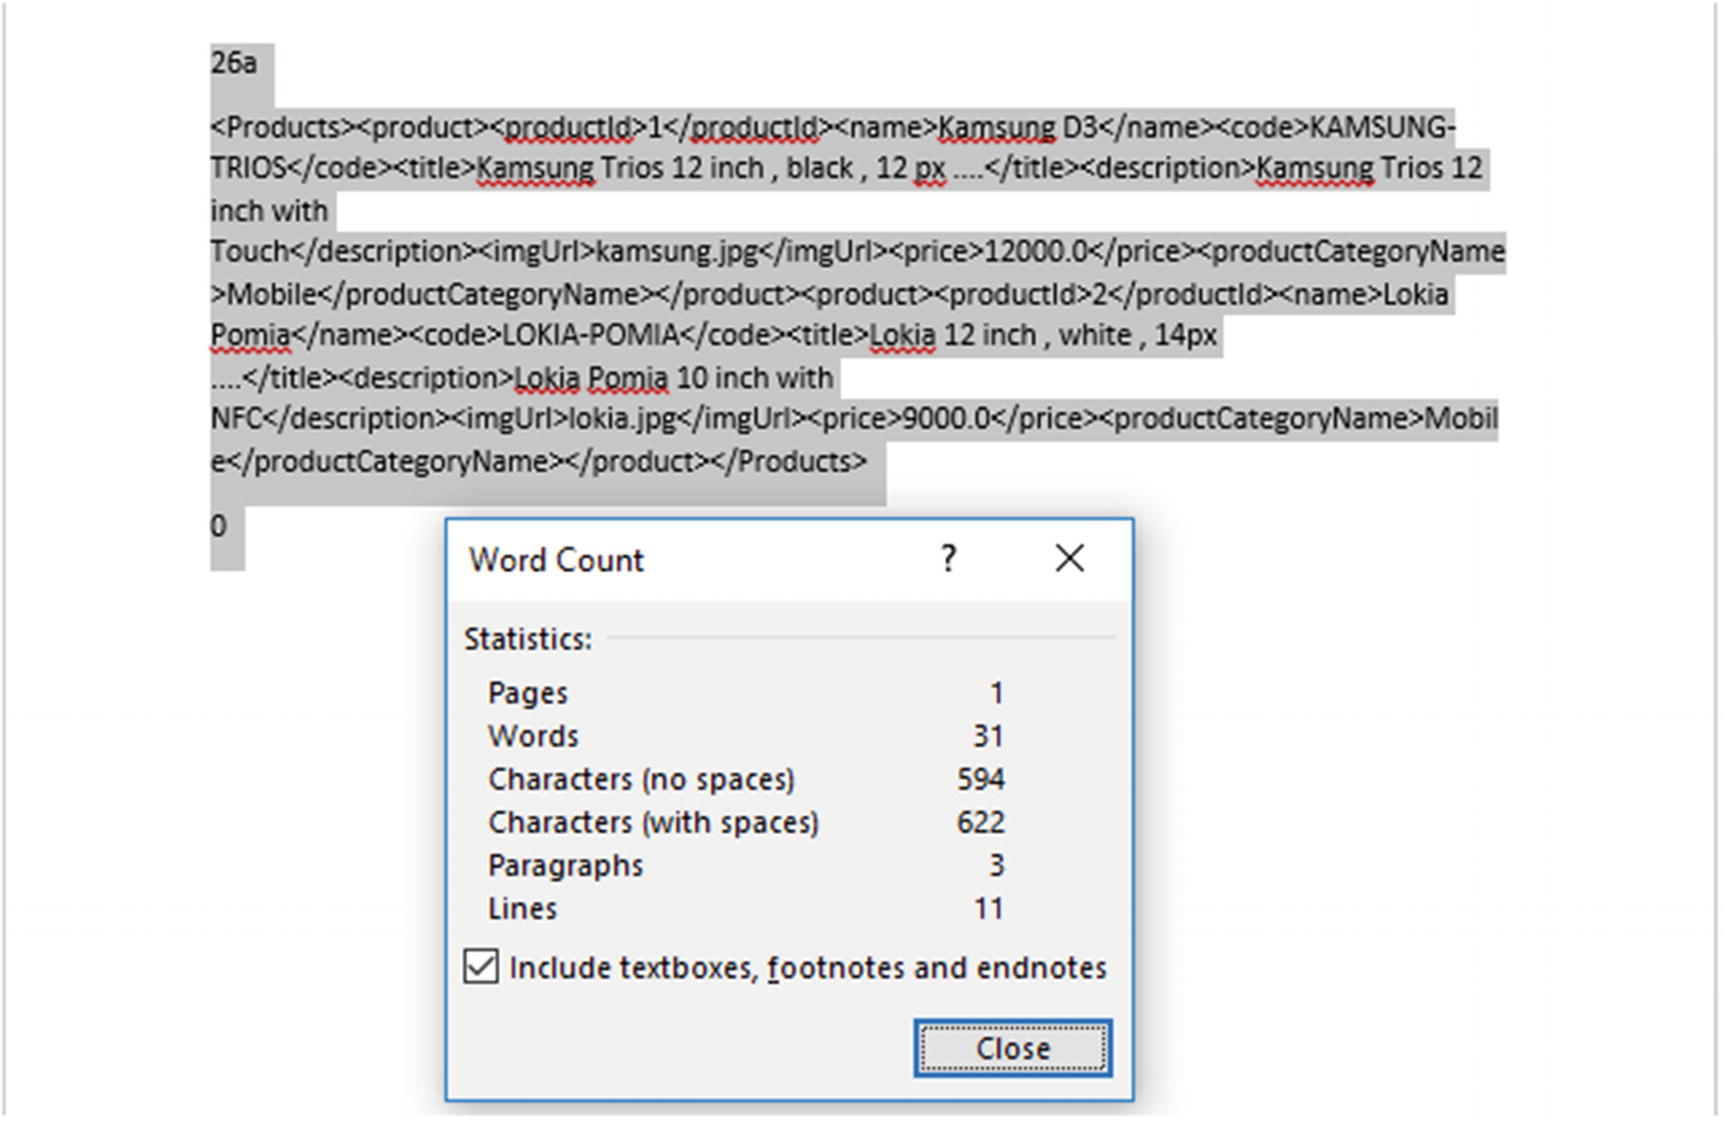 26a
<Products><product><productId>1</productId><name>Kamsung D3</name><code>KAMSUNG-
TRIOS</code><title>Kamsung Trios 12 inch , black , 12 px ....</title><description>Kamsung Trios 12
inch with
Touch</description><imgUrl>kamsung.jpg</imgUrl><price>12000.0</price><productCategoryName
>Mobile</productCategoryName></product><product><productId>2</productId><name>Lokia
Pomia</name><code>LOKIA-POMIA</code><title>Lokia 12 inch , white , 14px
....</title><description>Lokia Pomia 10 inch with
NFC</description><imgUrl>lokia.jpg</imgUrl><price>9000.0</price><productCategoryName>Mobil
e</productCategoryName></product></Products>
0
Word Count ? ×
Statistics:
Pages 1
Words 31
Characters (no spaces) 594
Characters (with spaces) 622
Paragraphs 3
Lines 11
Include textboxes, footnotes and endnotes
Close